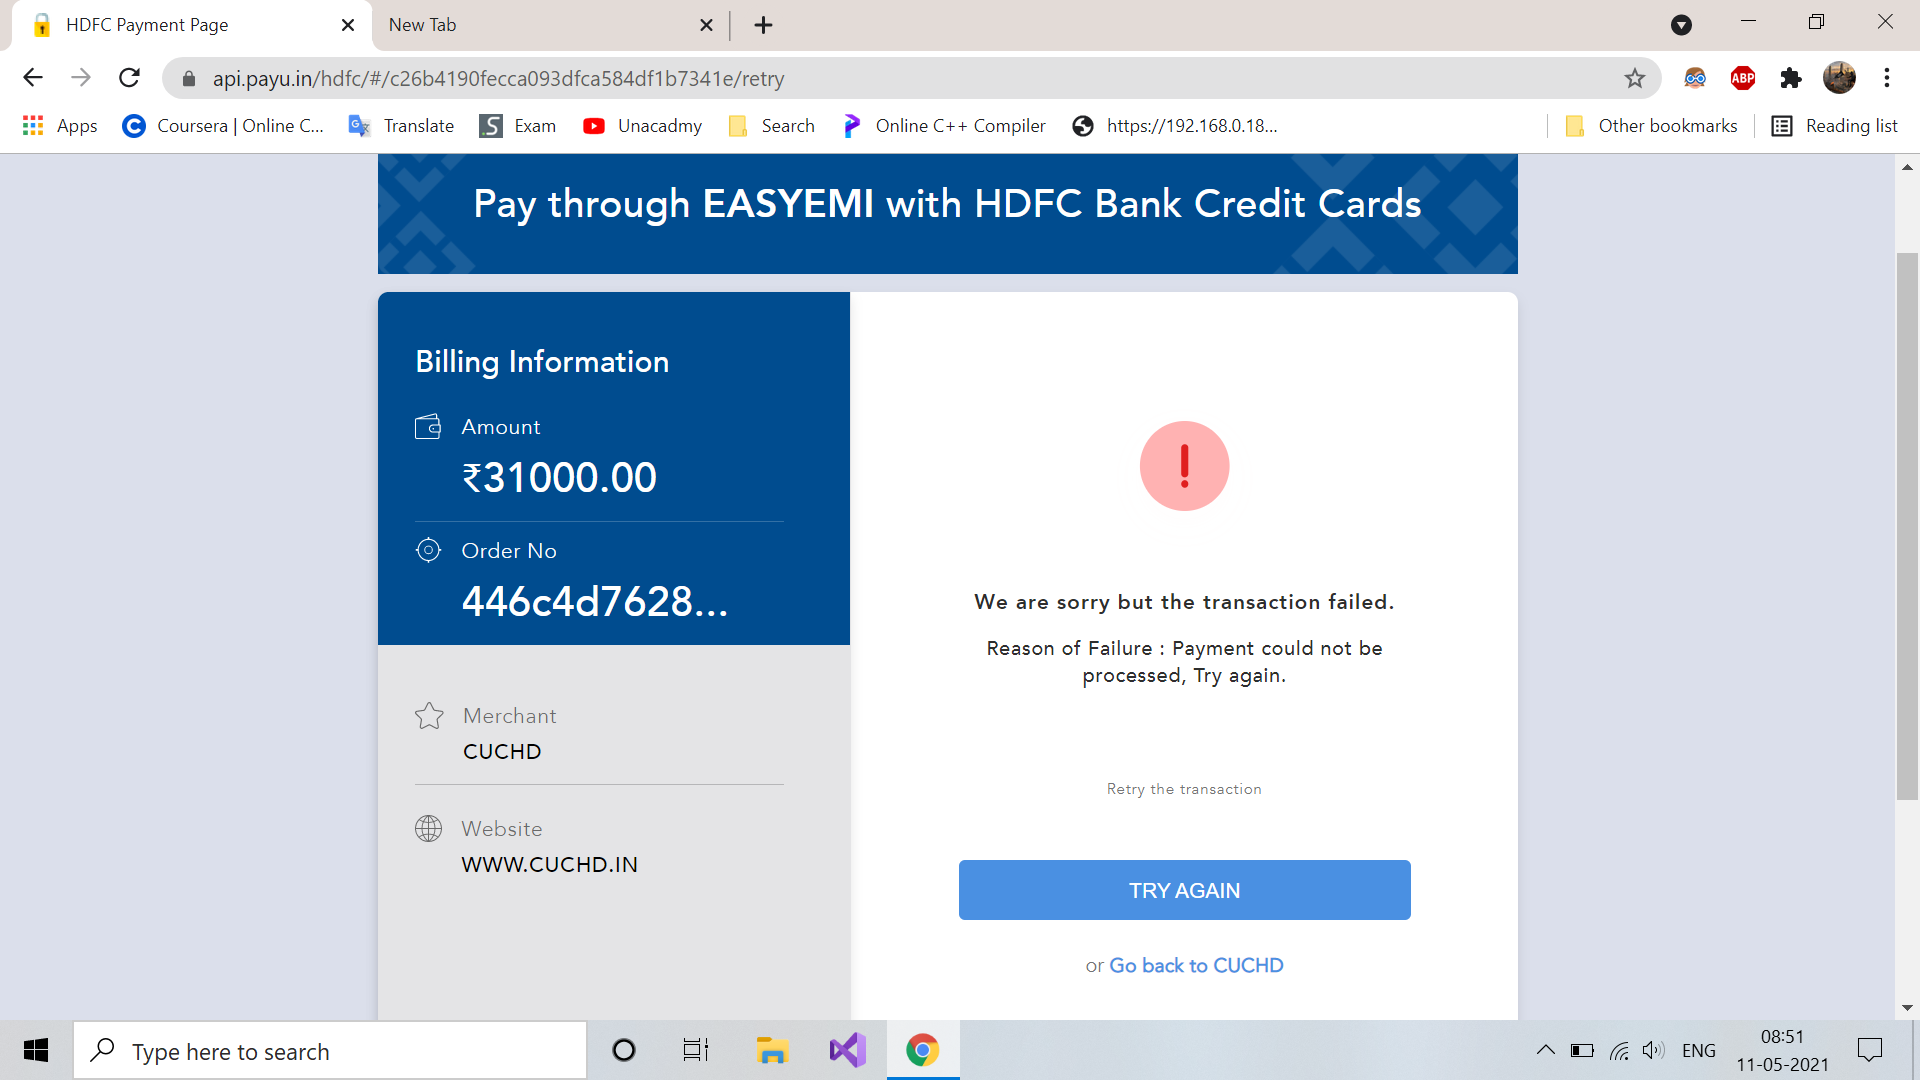 HDFC Payment Page
New Tab
api.payu.in/hdfc/#/c26b4190fecca093dfca584df1b7341e/retry
ABP
Apps
Coursera | Online C...
Translate
Exam
Unacadmy
Search
Online C++ Compiler
https://192.168.0.18...
Other bookmarks
Reading list
Pay through EASYEMI with HDFC Bank Credit Cards
Billing Information
Amount
₹31000.00
Order No
446c4d7628...
Merchant
CUCHD
Website
WWW.CUCHD.IN
We are sorry but the transaction failed.
Reason of Failure : Payment could not be
processed, Try again.
Retry the transaction
TRY AGAIN
or Go back to CUCHD
Type here to search
ENG
08:51
11-05-2021